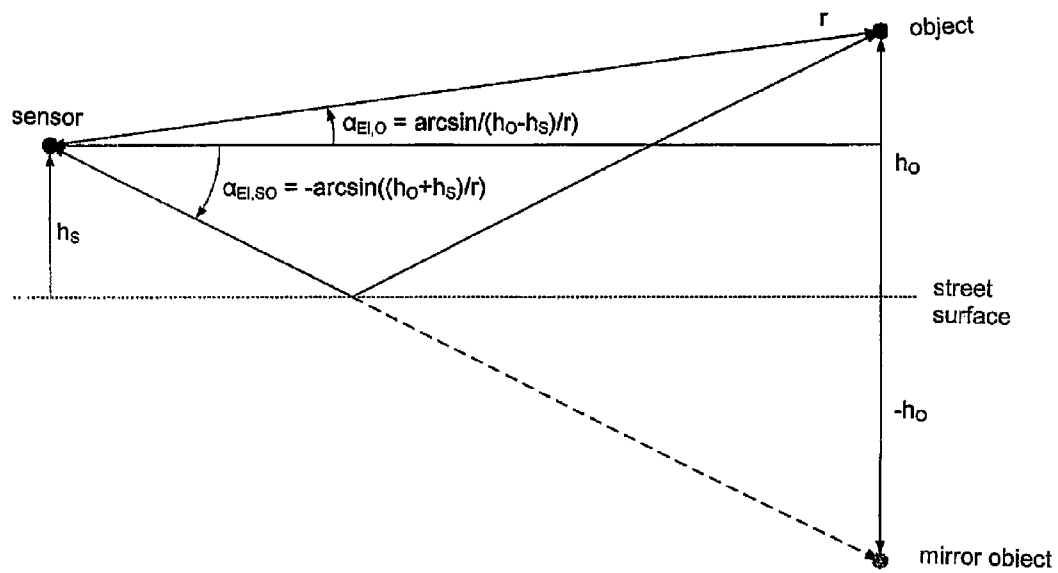 r
object
sensor
αEl,O = arcsin/(hO-hS)/r)
hO
αEl,SO = -arcsin((hO+hS)/r)
hS
street
surface
-hO
mirror object